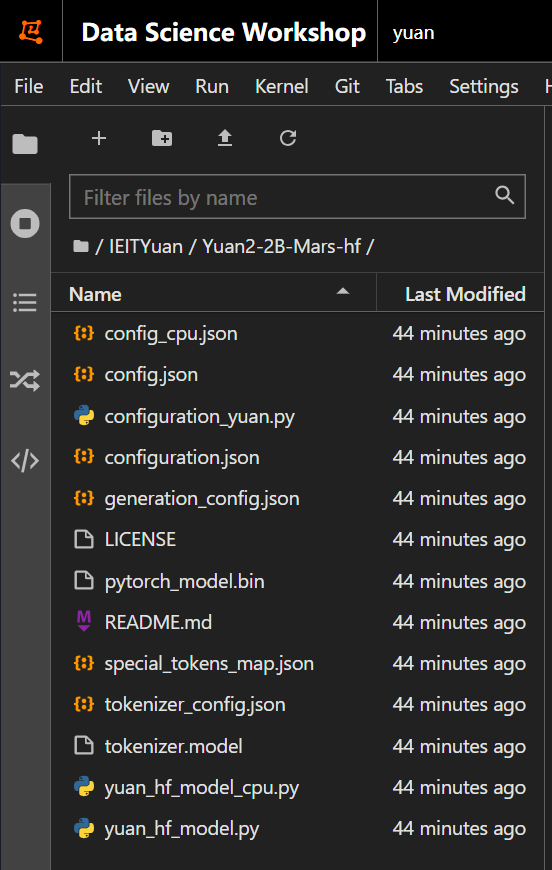 Data Science Workshop yuan
File Edit View Run Kernel Git Tabs Settings
Filter files by name
/ IEITYuan / Yuan2-2B-Mars-hf /
Name Last Modified
config_cpu.json 44 minutes ago
config.json 44 minutes ago
configuration_yuan.py 44 minutes ago
configuration.json 44 minutes ago
generation_config.json 44 minutes ago
LICENSE 44 minutes ago
pytorch_model.bin 44 minutes ago
README.md 44 minutes ago
special_tokens_map.json 44 minutes ago
tokenizer_config.json 44 minutes ago
tokenizer.model 44 minutes ago
yuan_hf_model_cpu.py 44 minutes ago
yuan_hf_model.py 44 minutes ago